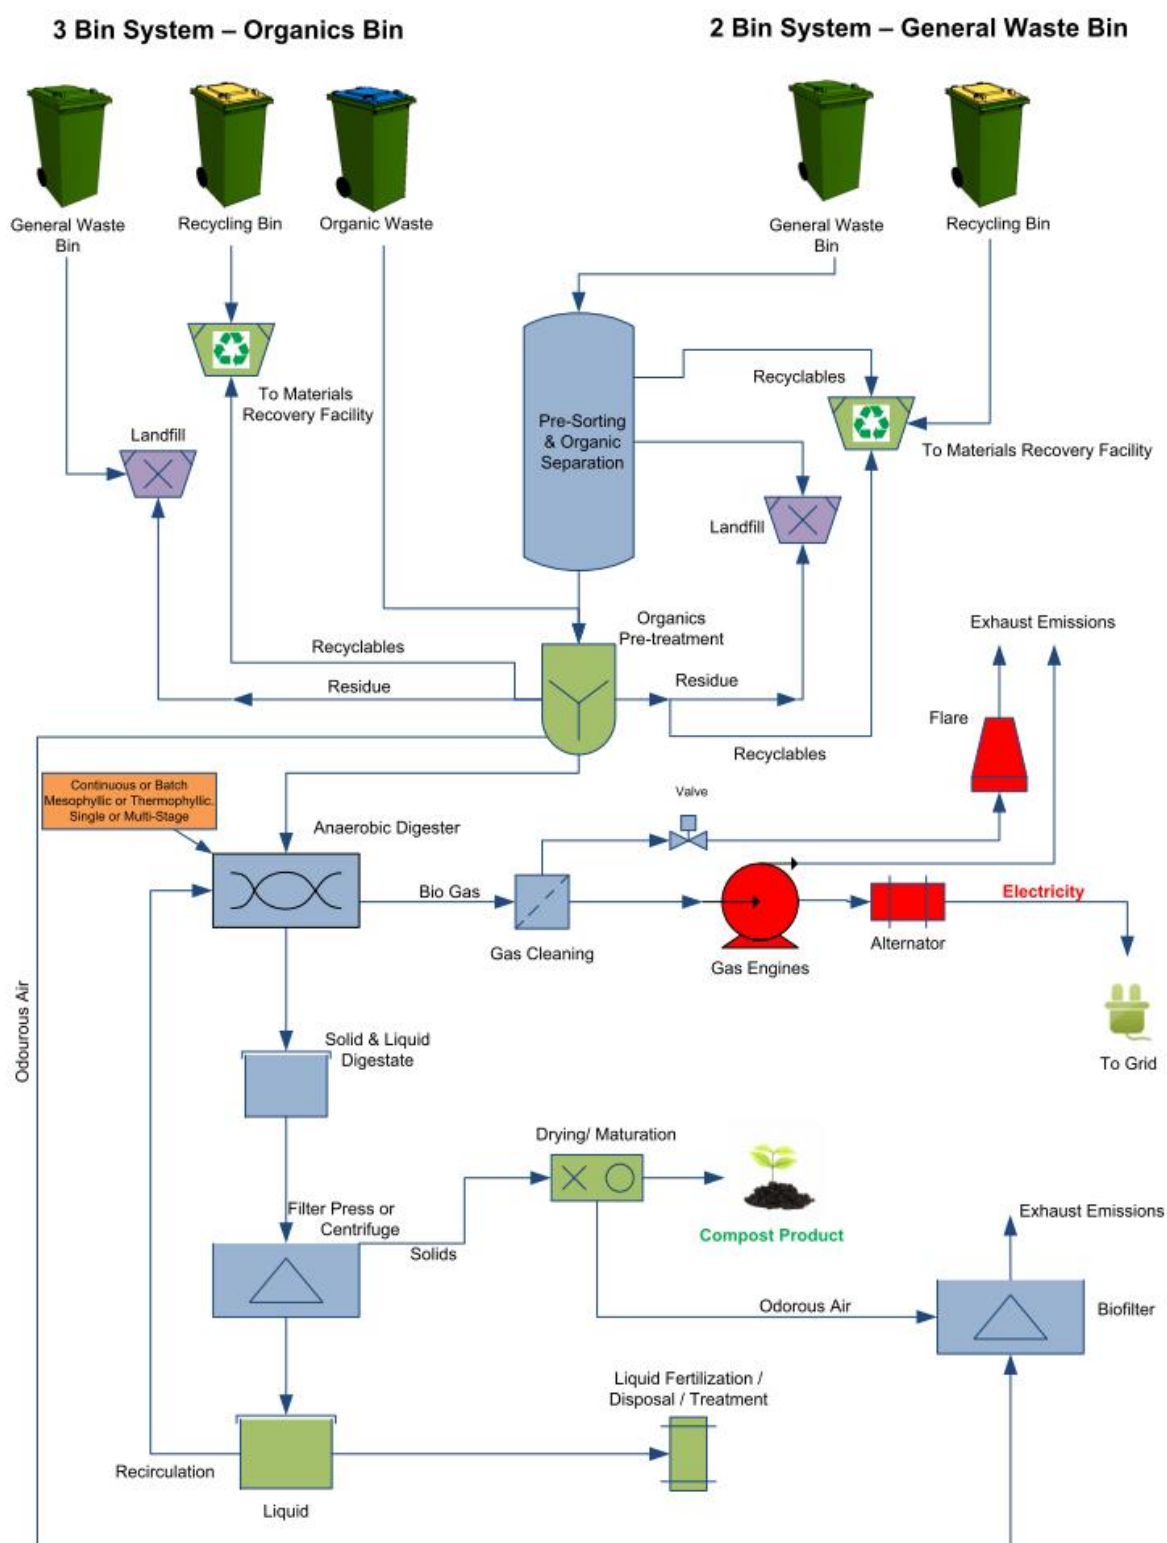 3 Bin System – Organics Bin
2 Bin System – General Waste Bin
General Waste
Bin
Recycling Bin
Organic Waste
General Waste
Bin
Recycling Bin
To Materials
Recovery Facility
Landfill
Pre-Sorting
& Organic
Separation
Recyclables
To Materials Recovery Facility
Landfill
Organics
Pre-treatment
Recyclables
Residue
Residue
Recyclables
Exhaust Emissions
Flare
Continuous or Batch
Mesophyllic or Thermophyllic.
Single or Multi-Stage
Anaerobic Digester
Valve
Bio Gas
Gas Cleaning
Gas Engines
Alternator
Electricity
To Grid
Odourous Air
Solid & Liquid
Digestate
Drying/ Maturation
Filter Press or
Centrifuge
Solids
Compost Product
Exhaust Emissions
Odorous Air
Biofilter
Liquid Fertilization /
Disposal / Treatment
Recirculation
Liquid